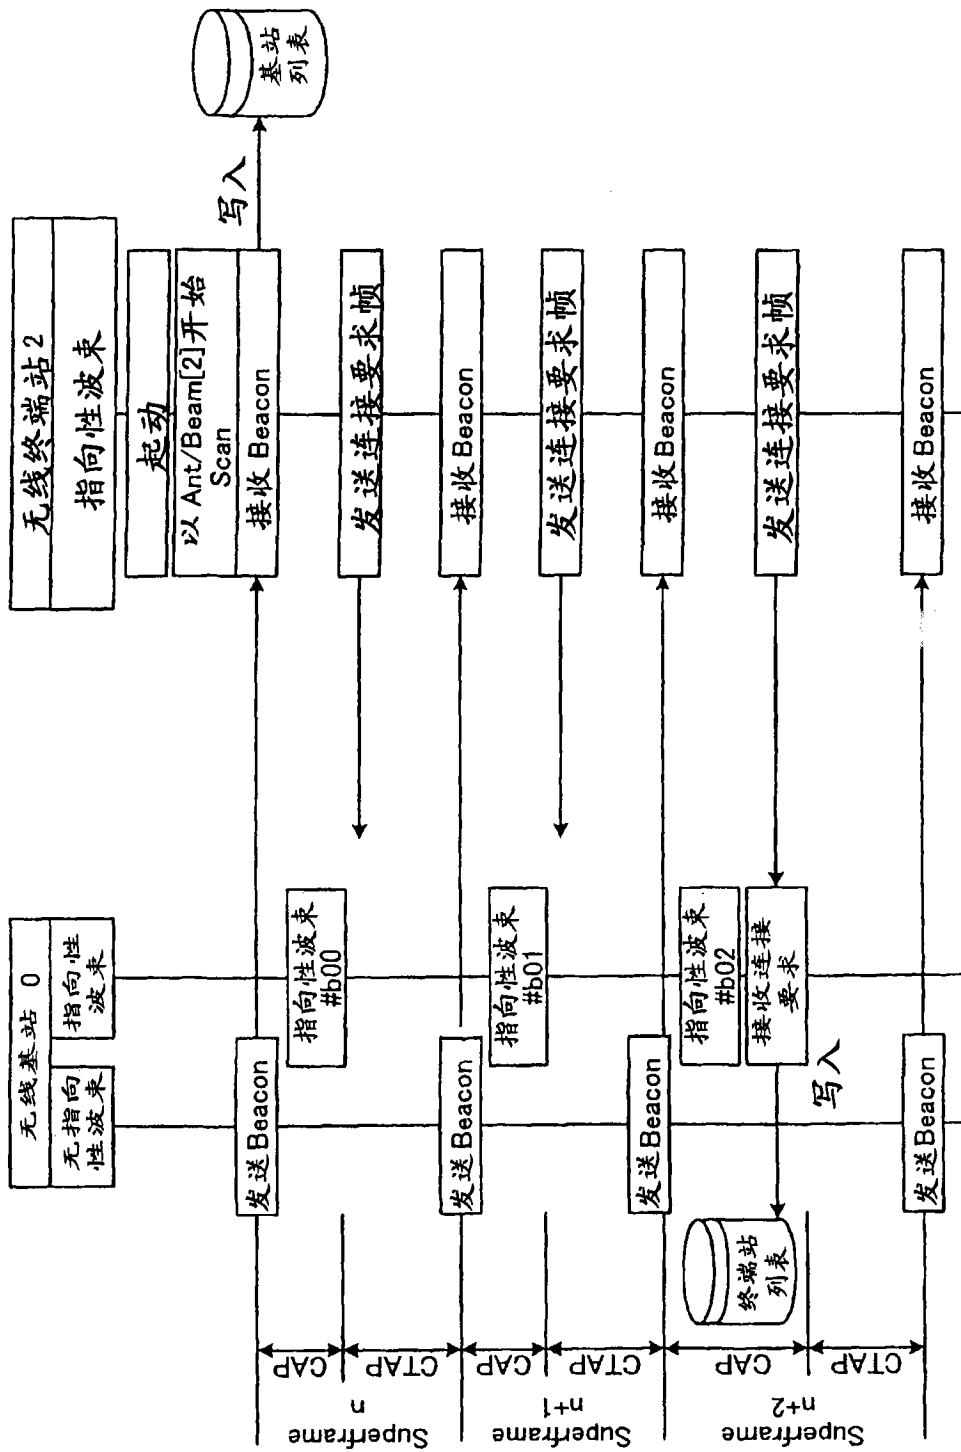 无线基站 0
无指向
性波束
指向性
波束
无线终端站2
指向性波束
起动
以 Ant/Beam[2]开始
Scan
发送 Beacon
接收 Beacon
写入
基站
列表
指向性波束
#b00
发送连接要求帧
发送 Beacon
接收 Beacon
指向性波束
#b01
发送连接要求帧
发送 Beacon
接收 Beacon
指向性波束
#b02
接收连接
要求
发送连接要求帧
写入
终端站
列表
发送 Beacon
接收 Beacon
CAP
CTAP
CAP
CTAP
CAP
CTAP
Superframe
n
Superframe
n+1
Superframe
n+2